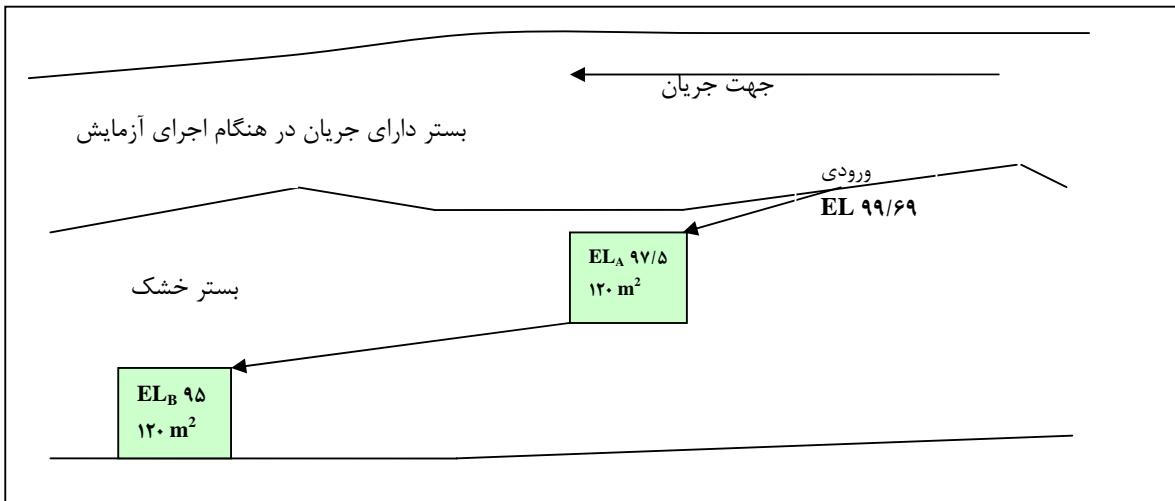 جهت جریان
بستر دارای جریان در هنگام اجرای آزمایش
ورودی
EL ۹۹/۶۹
EL_A ۹۷/۵
۱۲۰ m²
بستر خشک
EL_B ۹۵
۱۲۰ m²